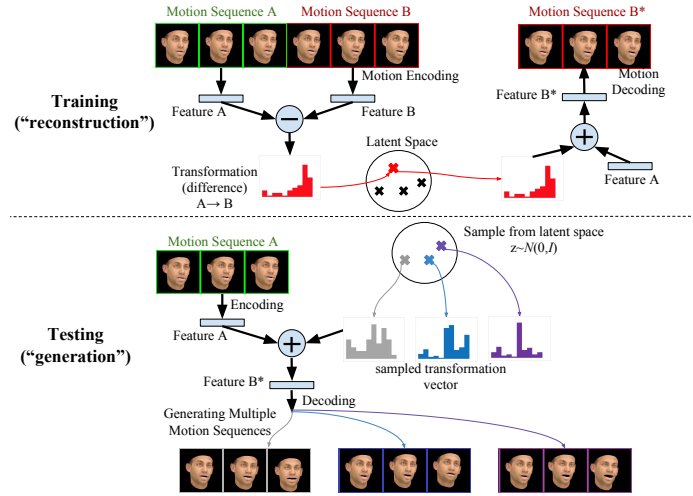 Motion Sequence A
Motion Sequence B
Motion Sequence B*
Motion Encoding
Motion
Decoding
Feature A
Feature B
Feature B*
Training
(“reconstruction”)
−
+
Latent Space
Transformation
(difference)
A→ B
Feature A
Motion Sequence A
Sample from latent space
z~N(0,I)
Encoding
Feature A
Testing
(“generation”)
+
sampled transformation
vector
Feature B*
Decoding
Generating Multiple
Motion Sequences